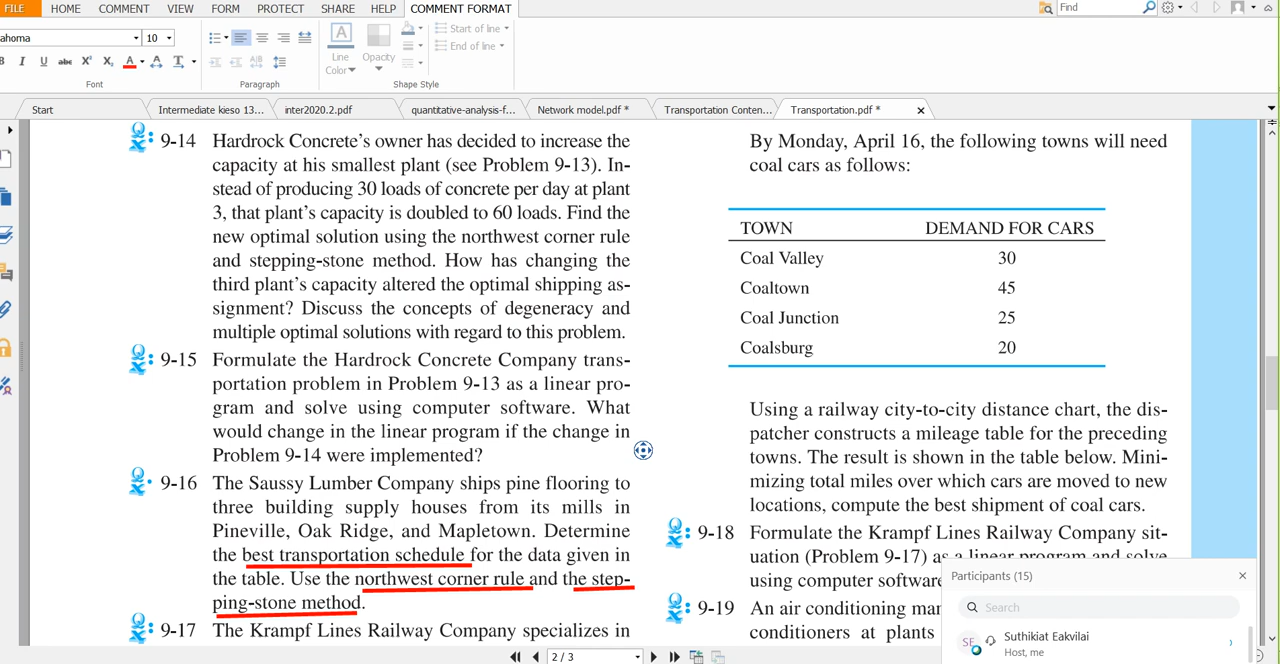 FILE HOME COMMENT VIEW FORM PROTECT SHARE HELP COMMENT FORMAT
Find
ahoma 10
Start of line
End of line
Line Color
Opacity
Font
Paragraph
Shape Style
Start
Intermediate kieso 13...
inter2020.2.pdf
quantitative-analysis-f...
Network model.pdf *
Transportation Conten...
Transportation.pdf *
9-14 Hardrock Concrete's owner has decided to increase the
capacity at his smallest plant (see Problem 9-13). In-
stead of producing 30 loads of concrete per day at plant
3, that plant's capacity is doubled to 60 loads. Find the
new optimal solution using the northwest corner rule
and stepping-stone method. How has changing the
third plant's capacity altered the optimal shipping as-
signment? Discuss the concepts of degeneracy and
multiple optimal solutions with regard to this problem.
9-15 Formulate the Hardrock Concrete Company trans-
portation problem in Problem 9-13 as a linear pro-
gram and solve using computer software. What
would change in the linear program if the change in
Problem 9-14 were implemented?
9-16 The Saussy Lumber Company ships pine flooring to
three building supply houses from its mills in
Pineville, Oak Ridge, and Mapletown. Determine
the best transportation schedule for the data given in
the table. Use the northwest corner rule and the step-
ping-stone method.
9-17 The Krampf Lines Railway Company specializes in
By Monday, April 16, the following towns will need
coal cars as follows:
TOWN DEMAND FOR CARS
Coal Valley 30
Coaltown 45
Coal Junction 25
Coalsburg 20
Using a railway city-to-city distance chart, the dis-
patcher constructs a mileage table for the preceding
towns. The result is shown in the table below. Mini-
mizing total miles over which cars are moved to new
locations, compute the best shipment of coal cars.
9-18 Formulate the Krampf Lines Railway Company sit-
uation (Problem 9-17) as a linear program and solve
using computer software
9-19 An air conditioning man
conditioners at plants
Participants (15)
Search
SE
Suthikiat Eakvilai
Host, me
2 / 3